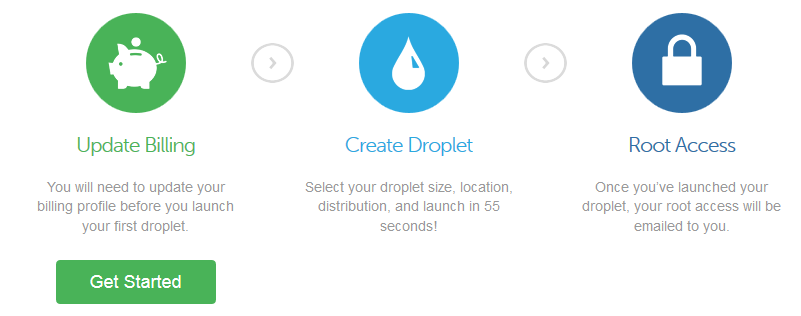 Update Billing
You will need to update your
billing profile before you launch
your first droplet.
Get Started
Create Droplet
Select your droplet size, location,
distribution, and launch in 55
seconds!
Root Access
Once you've launched your
droplet, your root access will be
emailed to you.